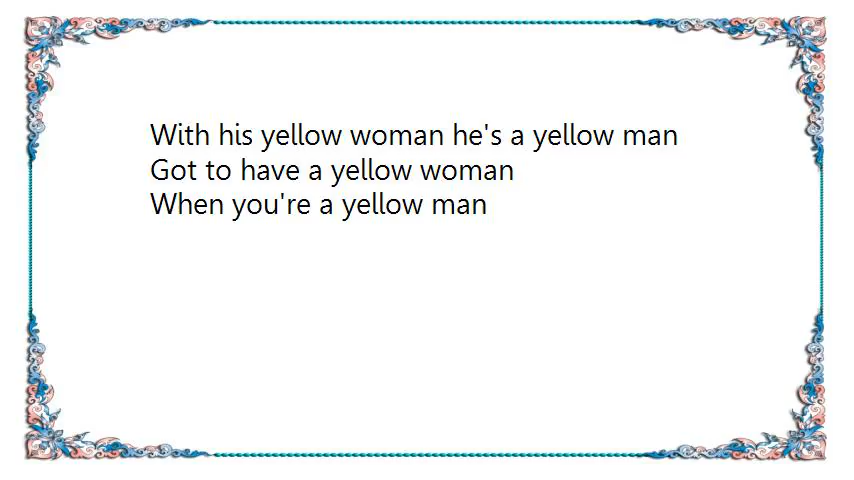 With his yellow woman he's a yellow man
Got to have a yellow woman
When you're a yellow man